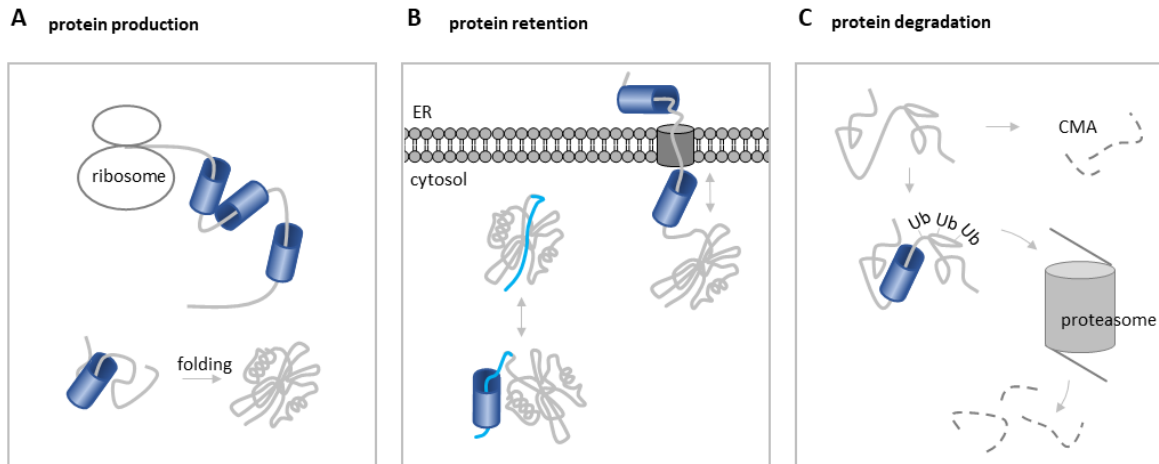 A protein production
B protein retention
C protein degradation
ribosome
folding
ER
cytosol
CMA
Ub Ub Ub
proteasome